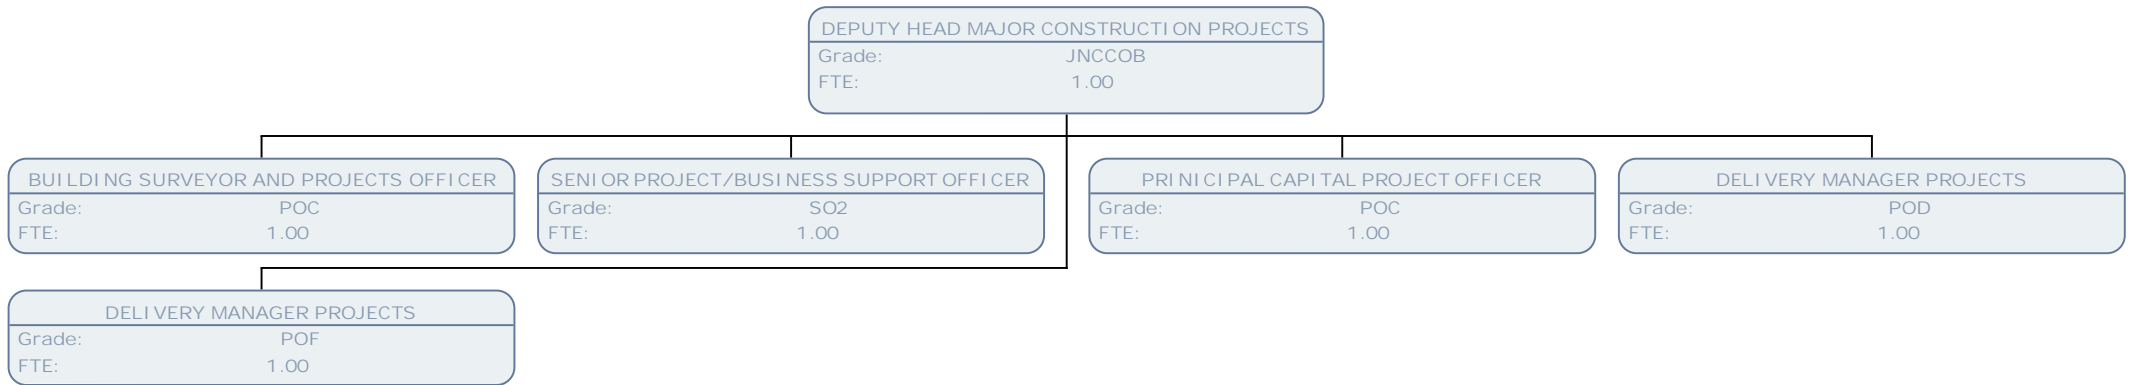 DEPUTY HEAD MAJOR CONSTRUCTION PROJECTS
Grade: JNCCOB
FTE: 1.00
BUILDING SURVEYOR AND PROJECTS OFFICER
Grade: POC
FTE: 1.00
SENIOR PROJECT/BUSINESS SUPPORT OFFICER
Grade: SO2
FTE: 1.00
PRINICIPAL CAPITAL PROJECT OFFICER
Grade: POC
FTE: 1.00
DELIVERY MANAGER PROJECTS
Grade: POD
FTE: 1.00
DELIVERY MANAGER PROJECTS
Grade: POF
FTE: 1.00